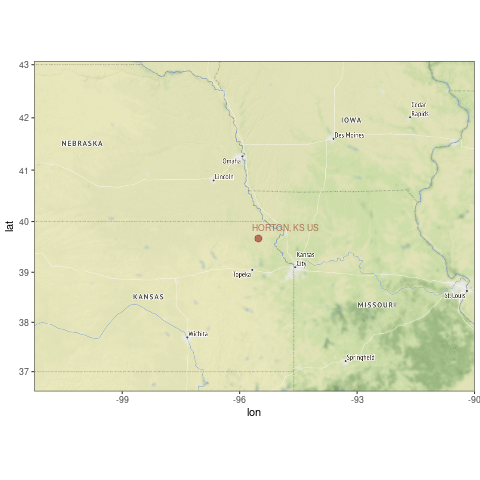 43
42
41
40
39
38
37
lat
NEBRASKA
IOWA
Cedar
Rapids
Des Moines
Omaha
Lincoln
HORTON, KS US
Kansas
City
Topeka
KANSAS
MISSOURI
St. Louis
Wichita
Springfield
-99
-96
-93
-90
lon